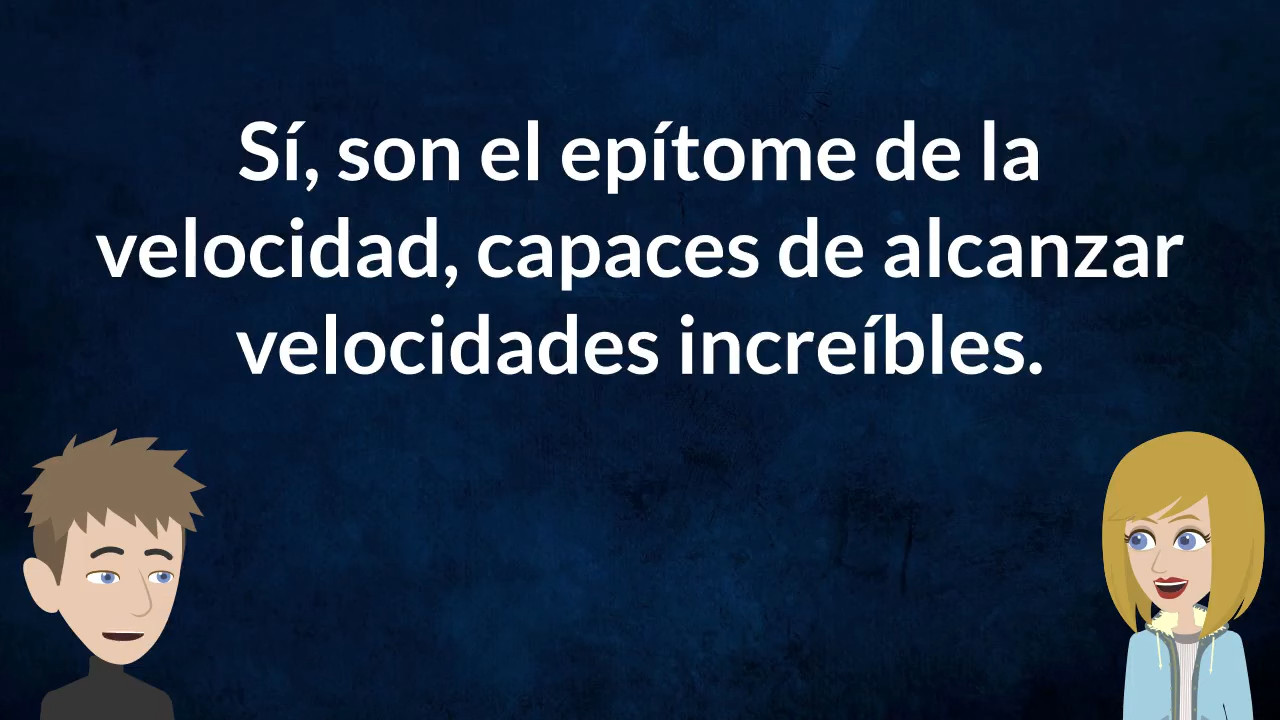 Sí, son el epítome de la
velocidad, capaces de alcanzar
velocidades increíbles.